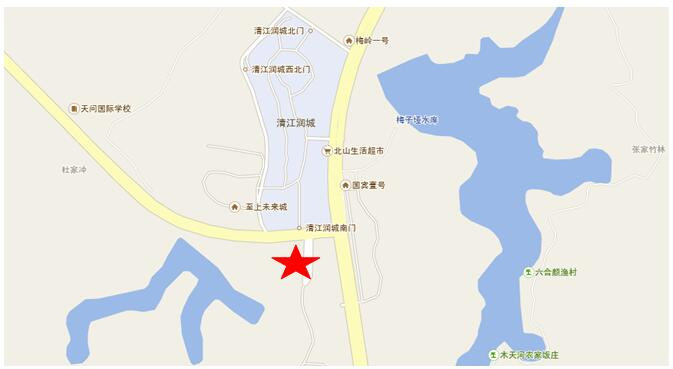 清江润城北门
梅岭一号
清江润城西北门
天问国际学校
清江润城
梅子垭水库
北山生活超市
张家竹林
杜家冲
国宾壹号
至上未来城
清江润城南门
六合颜渔村
木天河农家饭庄